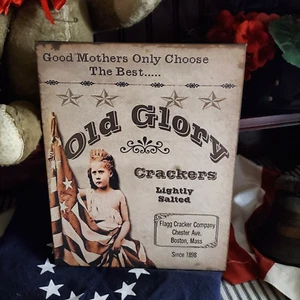 Good Mothers Only Choose
The Best.....
Old Glory
Crackers
Lightly
Salted
Flagg Cracker Company
Chester Ave.
Boston, Mass
Since 1898